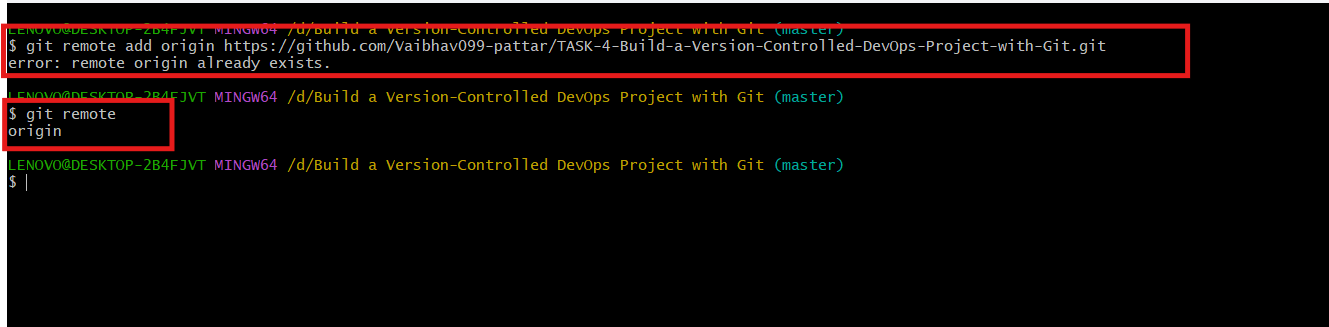 LENOVO@DESKTOP-2B4FJVT MINGW64 /d/Build a Version-Controlled DevOps Project with Git (master)
$ git remote add origin https://github.com/Vaibhav099-pattar/TASK-4-Build-a-Version-Controlled-DevOps-Project-with-Git.git
error: remote origin already exists.
LENOVO@DESKTOP-2B4FJVT MINGW64 /d/Build a Version-Controlled DevOps Project with Git (master)
$ git remote
origin
LENOVO@DESKTOP-2B4FJVT MINGW64 /d/Build a Version-Controlled DevOps Project with Git (master)
$